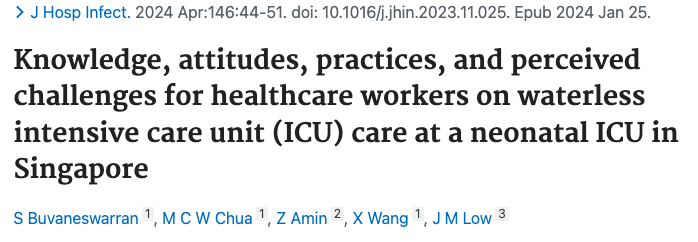 J Hosp Infect. 2024 Apr:146:44-51. doi: 10.1016/j.jhin.2023.11.025. Epub 2024 Jan 25.
Knowledge, attitudes, practices, and perceived
challenges for healthcare workers on waterless
intensive care unit (ICU) care at a neonatal ICU in
Singapore
S Buvaneswarran 1, M C W Chua 1, Z Amin 2, X Wang 1, J M Low 3